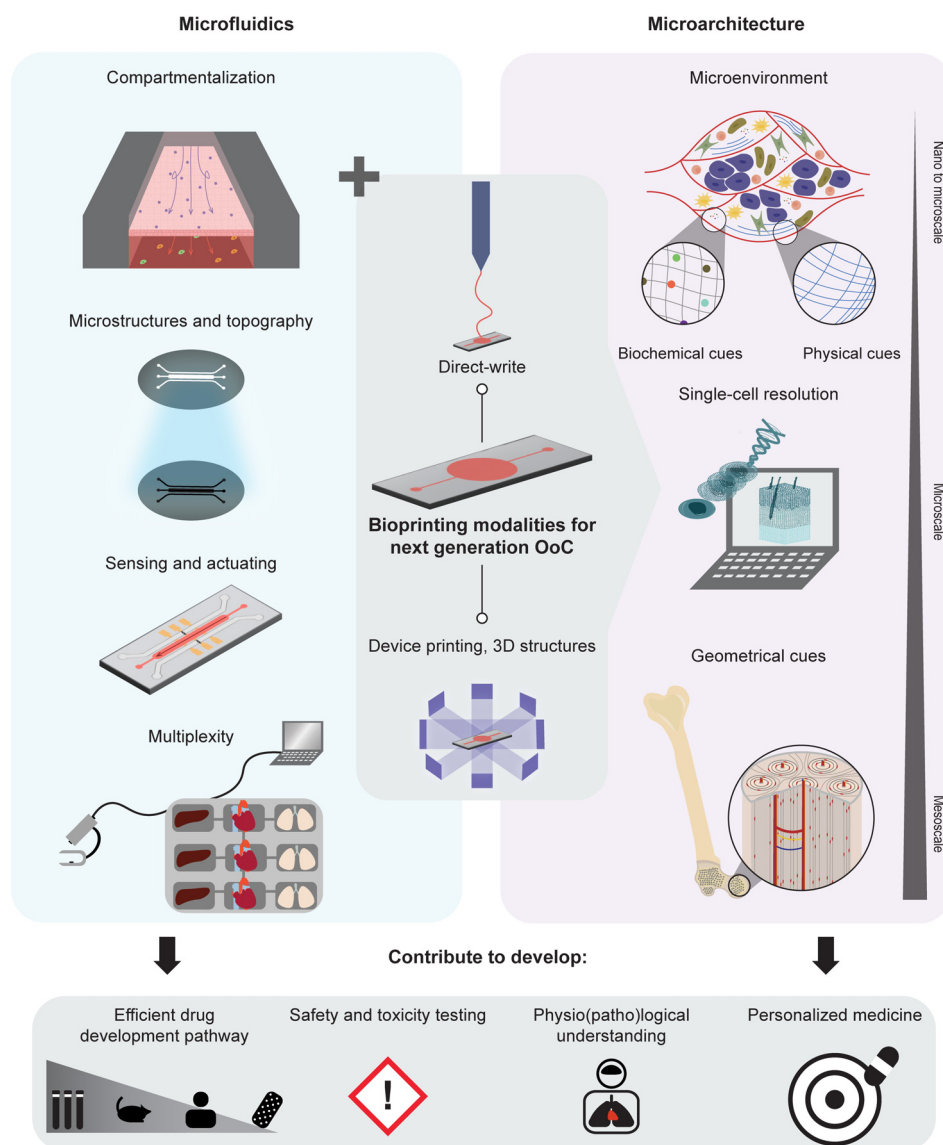 Microfluidics
Microarchitecture
Compartmentalization
Microstructures and topography
Sensing and actuating
Multiplexity
Direct-write
Bioprinting modalities for
next generation OoC
Device printing, 3D structures
Microenvironment
Biochemical cues
Physical cues
Single-cell resolution
Geometrical cues
Nano to microscale
Microscale
Mesoscale
Contribute to develop:
Efficient drug
development pathway
Safety and toxicity testing
!
Physio(patho)logical
understanding
Personalized medicine